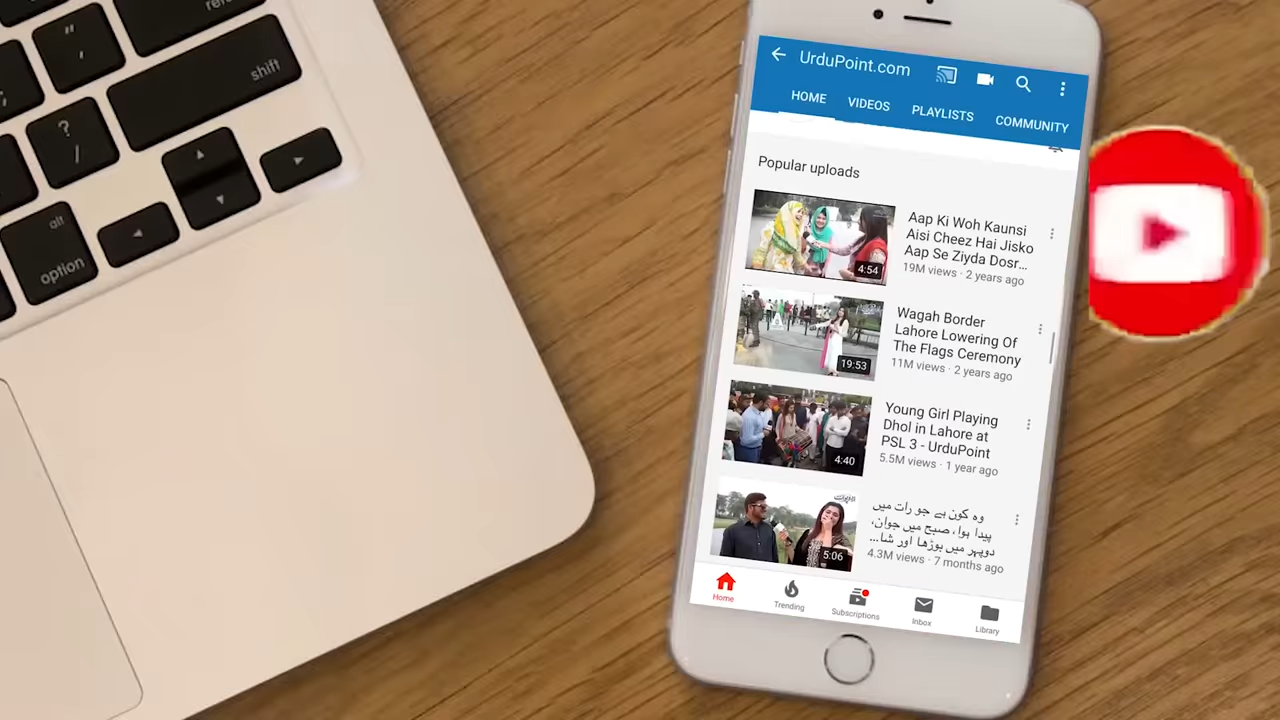 shift
alt
option
"
,
?
/
UrduPoint.com
HOME
VIDEOS
PLAYLISTS
COMMUNITY
Popular uploads
4:54
Aap Ki Woh Kaunsi
Aisi Cheez Hai Jisko
Aap Se Ziyda Dosr...
19M views · 2 years ago
19:53
Wagah Border
Lahore Lowering Of
The Flags Ceremony
11M views · 2 years ago
4:40
Young Girl Playing
Dhol in Lahore at
PSL 3 - UrduPoint
5.5M views · 1 year ago
5:06
وہ کون ہے جو رات میں
پیدا ہوا، صبح میں جوان،
دوپہر میں بوڑھا اور شا...
4.3M views · 7 months ago
Home
Trending
Subscriptions
Inbox
Library